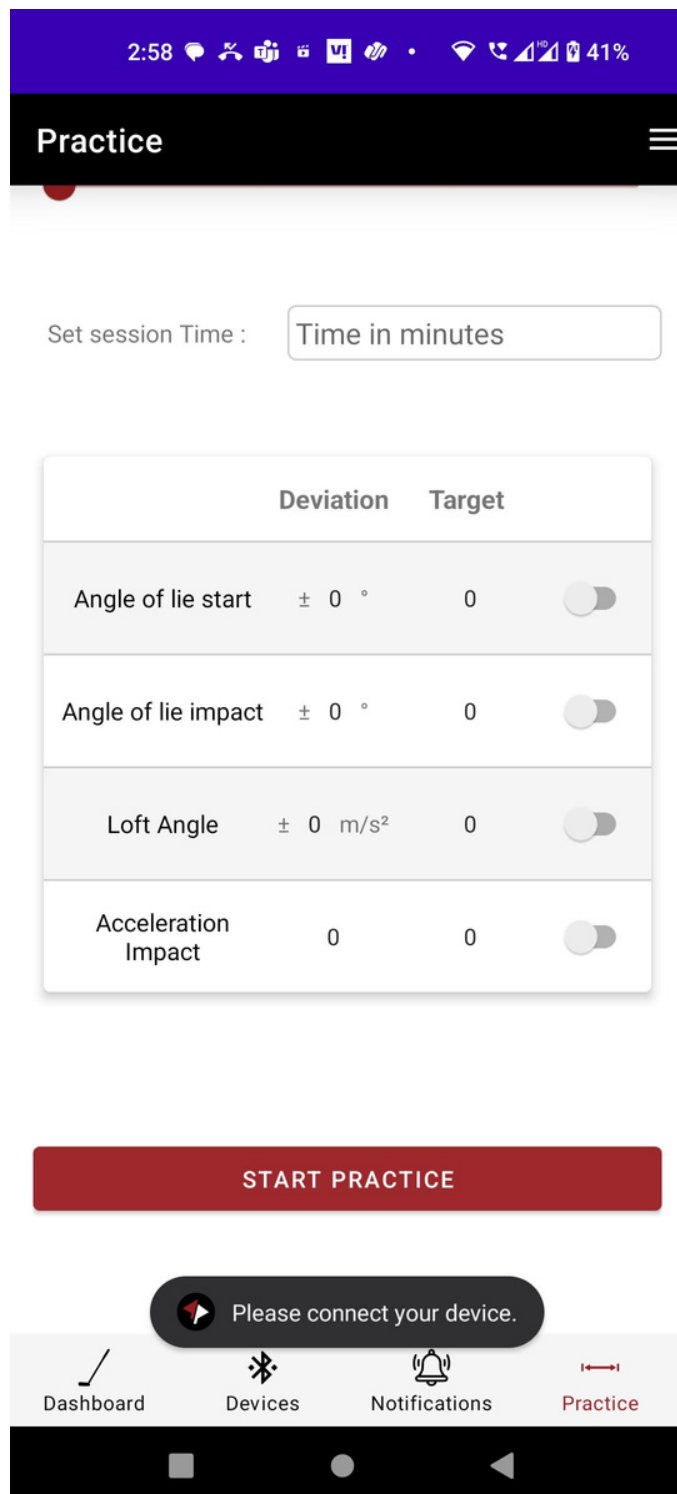 2:58 VI HD 41%
Practice
Set session Time : Time in minutes
Deviation Target
Angle of lie start ± 0 ° 0
Angle of lie impact ± 0 ° 0
Loft Angle ± 0 m/s² 0
Acceleration
Impact 0 0
START PRACTICE
Please connect your device.
Dashboard Devices Notifications Practice